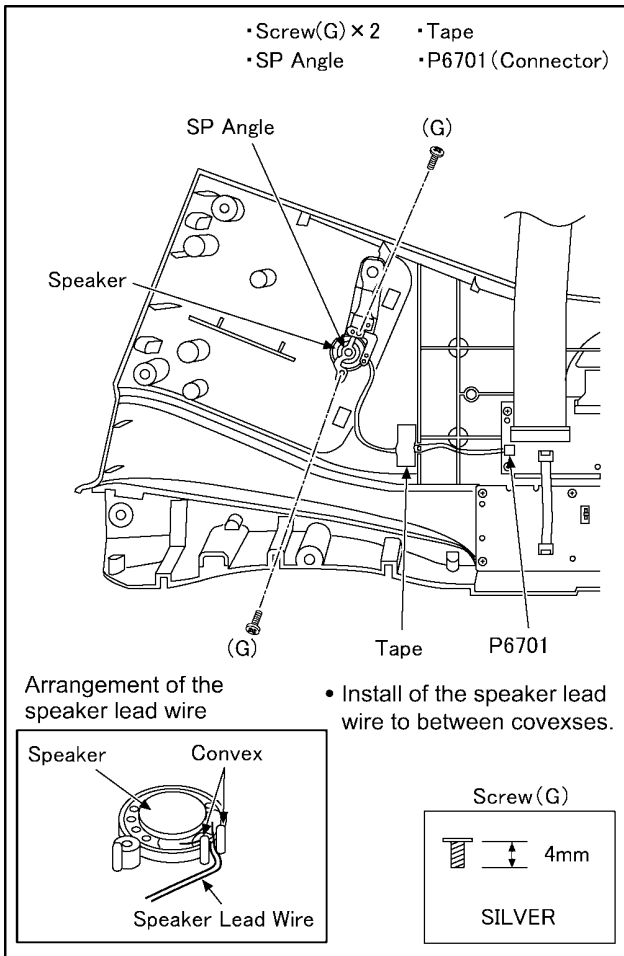 ・Screw(G)×2 ・Tape
・SP Angle ・P6701(Connector)
SP Angle
(G)
Speaker
(G)
Tape
P6701
Arrangement of the
speaker lead wire
• Install of the speaker lead
wire to between covexses.
Speaker
Convex
Speaker Lead Wire
Screw(G)
4mm
SILVER